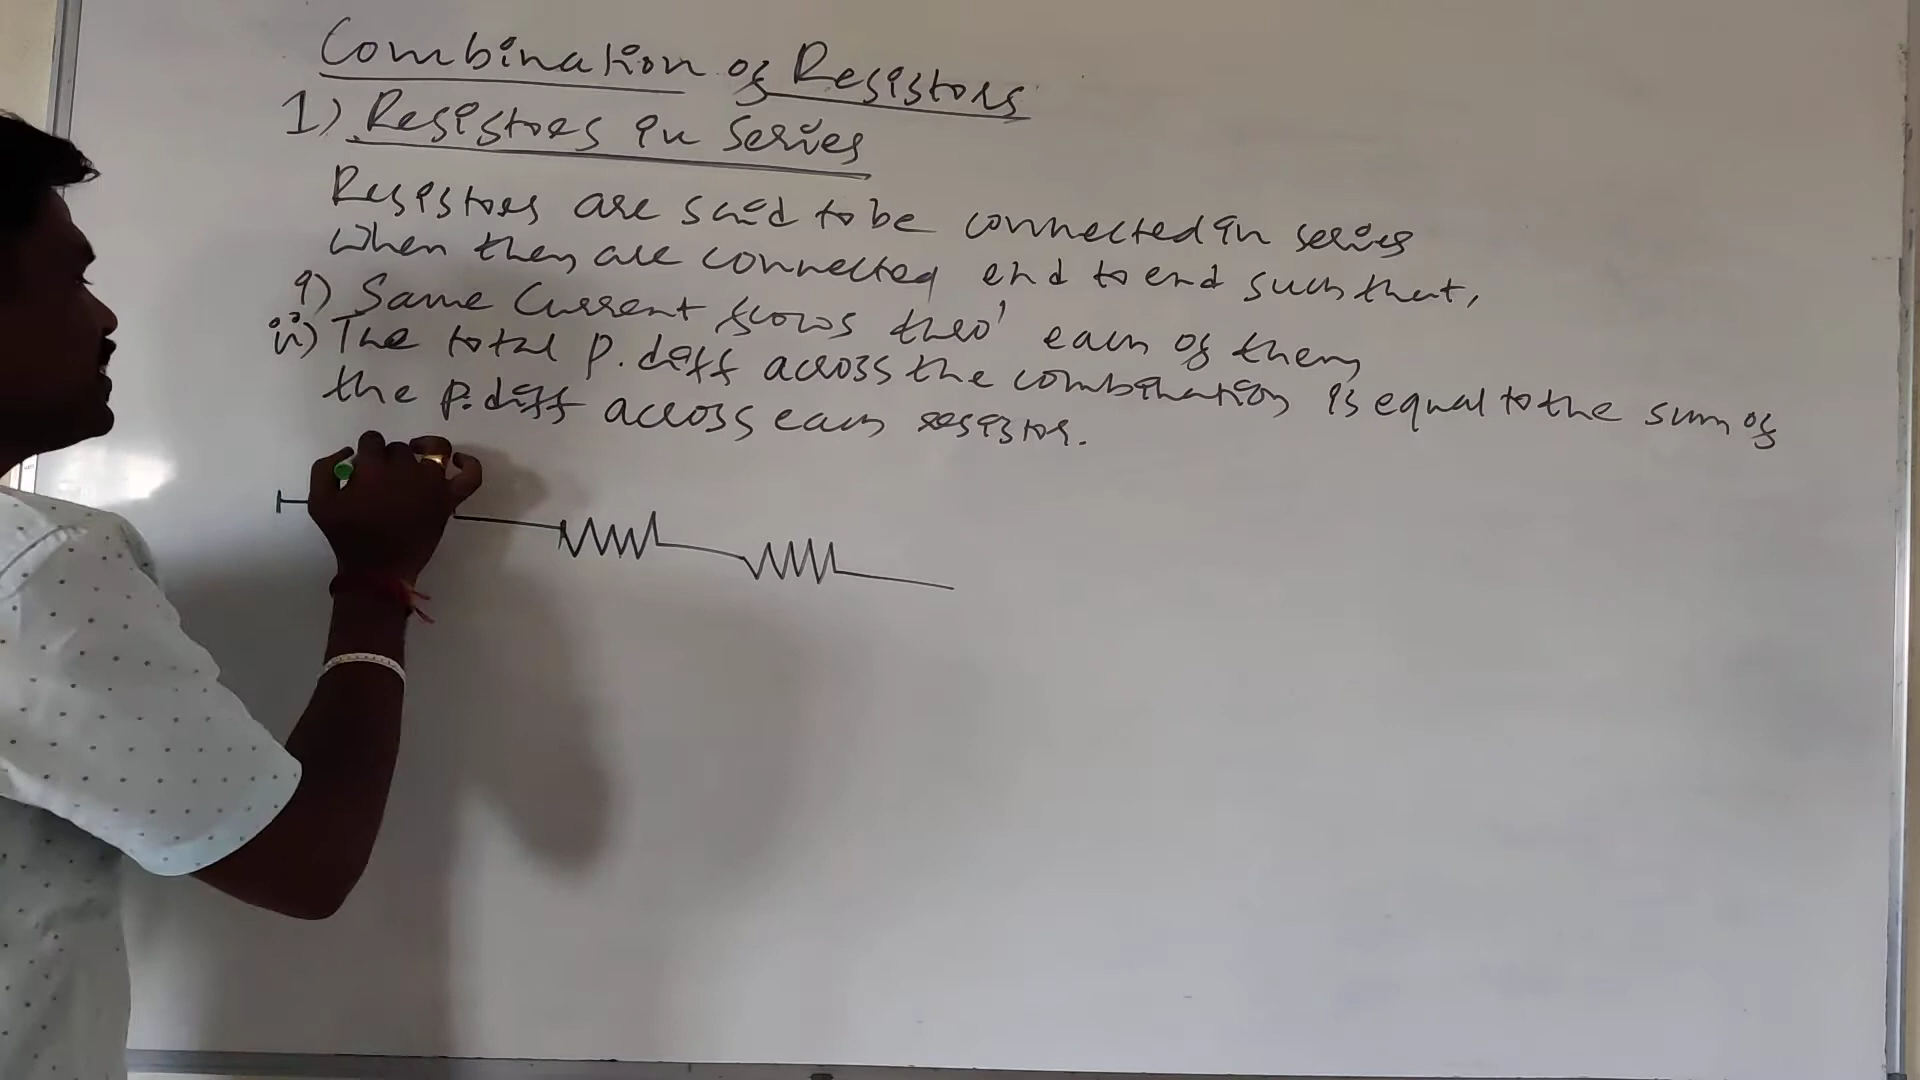 Combination of Resistors
1) Resistors in series
Resistors are said to be connected in series
when they are connected end to end such that,
i) Same Current flows thro' each of them,
ii) The total p. diff across the combination is equal to the sum of
the p. diff across each resistor.